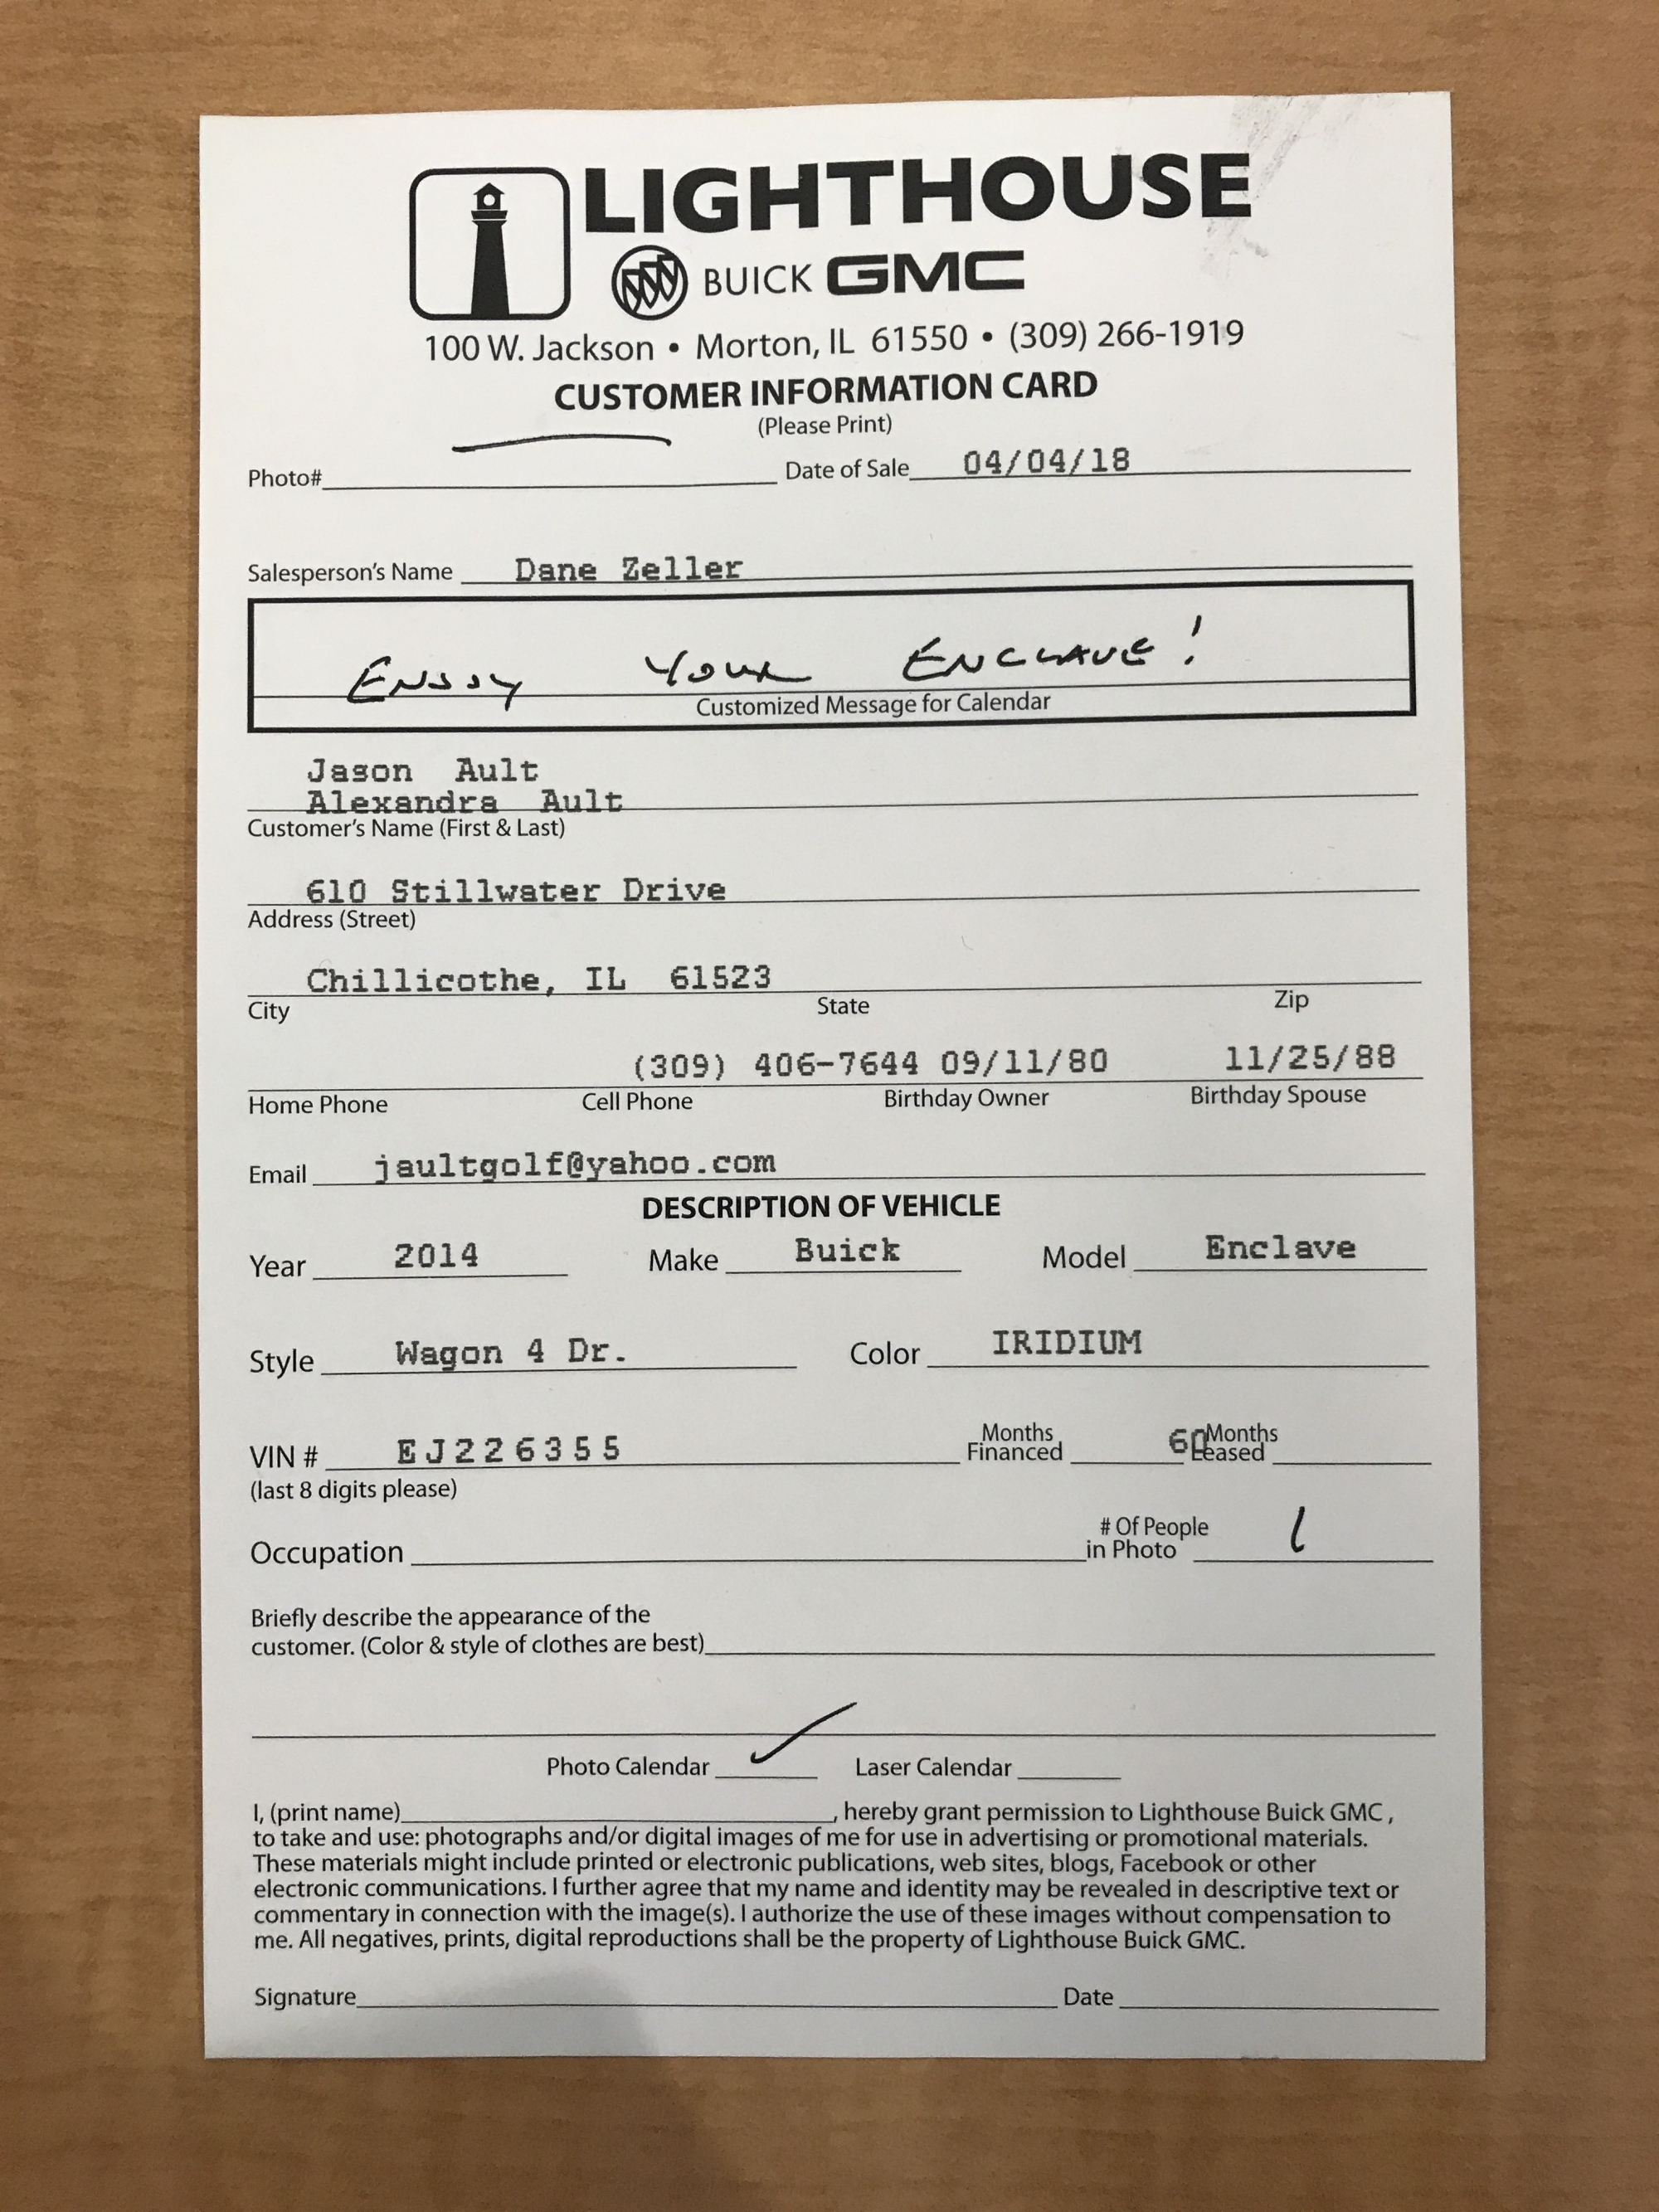 LIGHTHOUSE
BUICK GMC
100 W. Jackson • Morton, IL 61550 • (309) 266-1919
CUSTOMER INFORMATION CARD
(Please Print)
Photo# Date of Sale 04/04/18
Salesperson's Name Dane Zeller
ENJOY YOUR ENCLAVE!
Customized Message for Calendar
Jason Ault
Alexandra Ault
Customer's Name (First & Last)
610 Stillwater Drive
Address (Street)
Chillicothe, IL 61523
City State Zip
(309) 406-7644 09/11/80 11/25/88
Home Phone Cell Phone Birthday Owner Birthday Spouse
Email jaultgolf@yahoo.com
DESCRIPTION OF VEHICLE
Year 2014 Make Buick Model Enclave
Style Wagon 4 Dr. Color IRIDIUM
VIN # EJ226355 Months Financed 60 Months Leased
(last 8 digits please)
Occupation # Of People in Photo 1
Briefly describe the appearance of the
customer. (Color & style of clothes are best)
Photo Calendar ✓ Laser Calendar
I, (print name) , hereby grant permission to Lighthouse Buick GMC,
to take and use: photographs and/or digital images of me for use in advertising or promotional materials.
These materials might include printed or electronic publications, web sites, blogs, Facebook or other
electronic communications. I further agree that my name and identity may be revealed in descriptive text or
commentary in connection with the image(s). I authorize the use of these images without compensation to
me. All negatives, prints, digital reproductions shall be the property of Lighthouse Buick GMC.
Signature Date